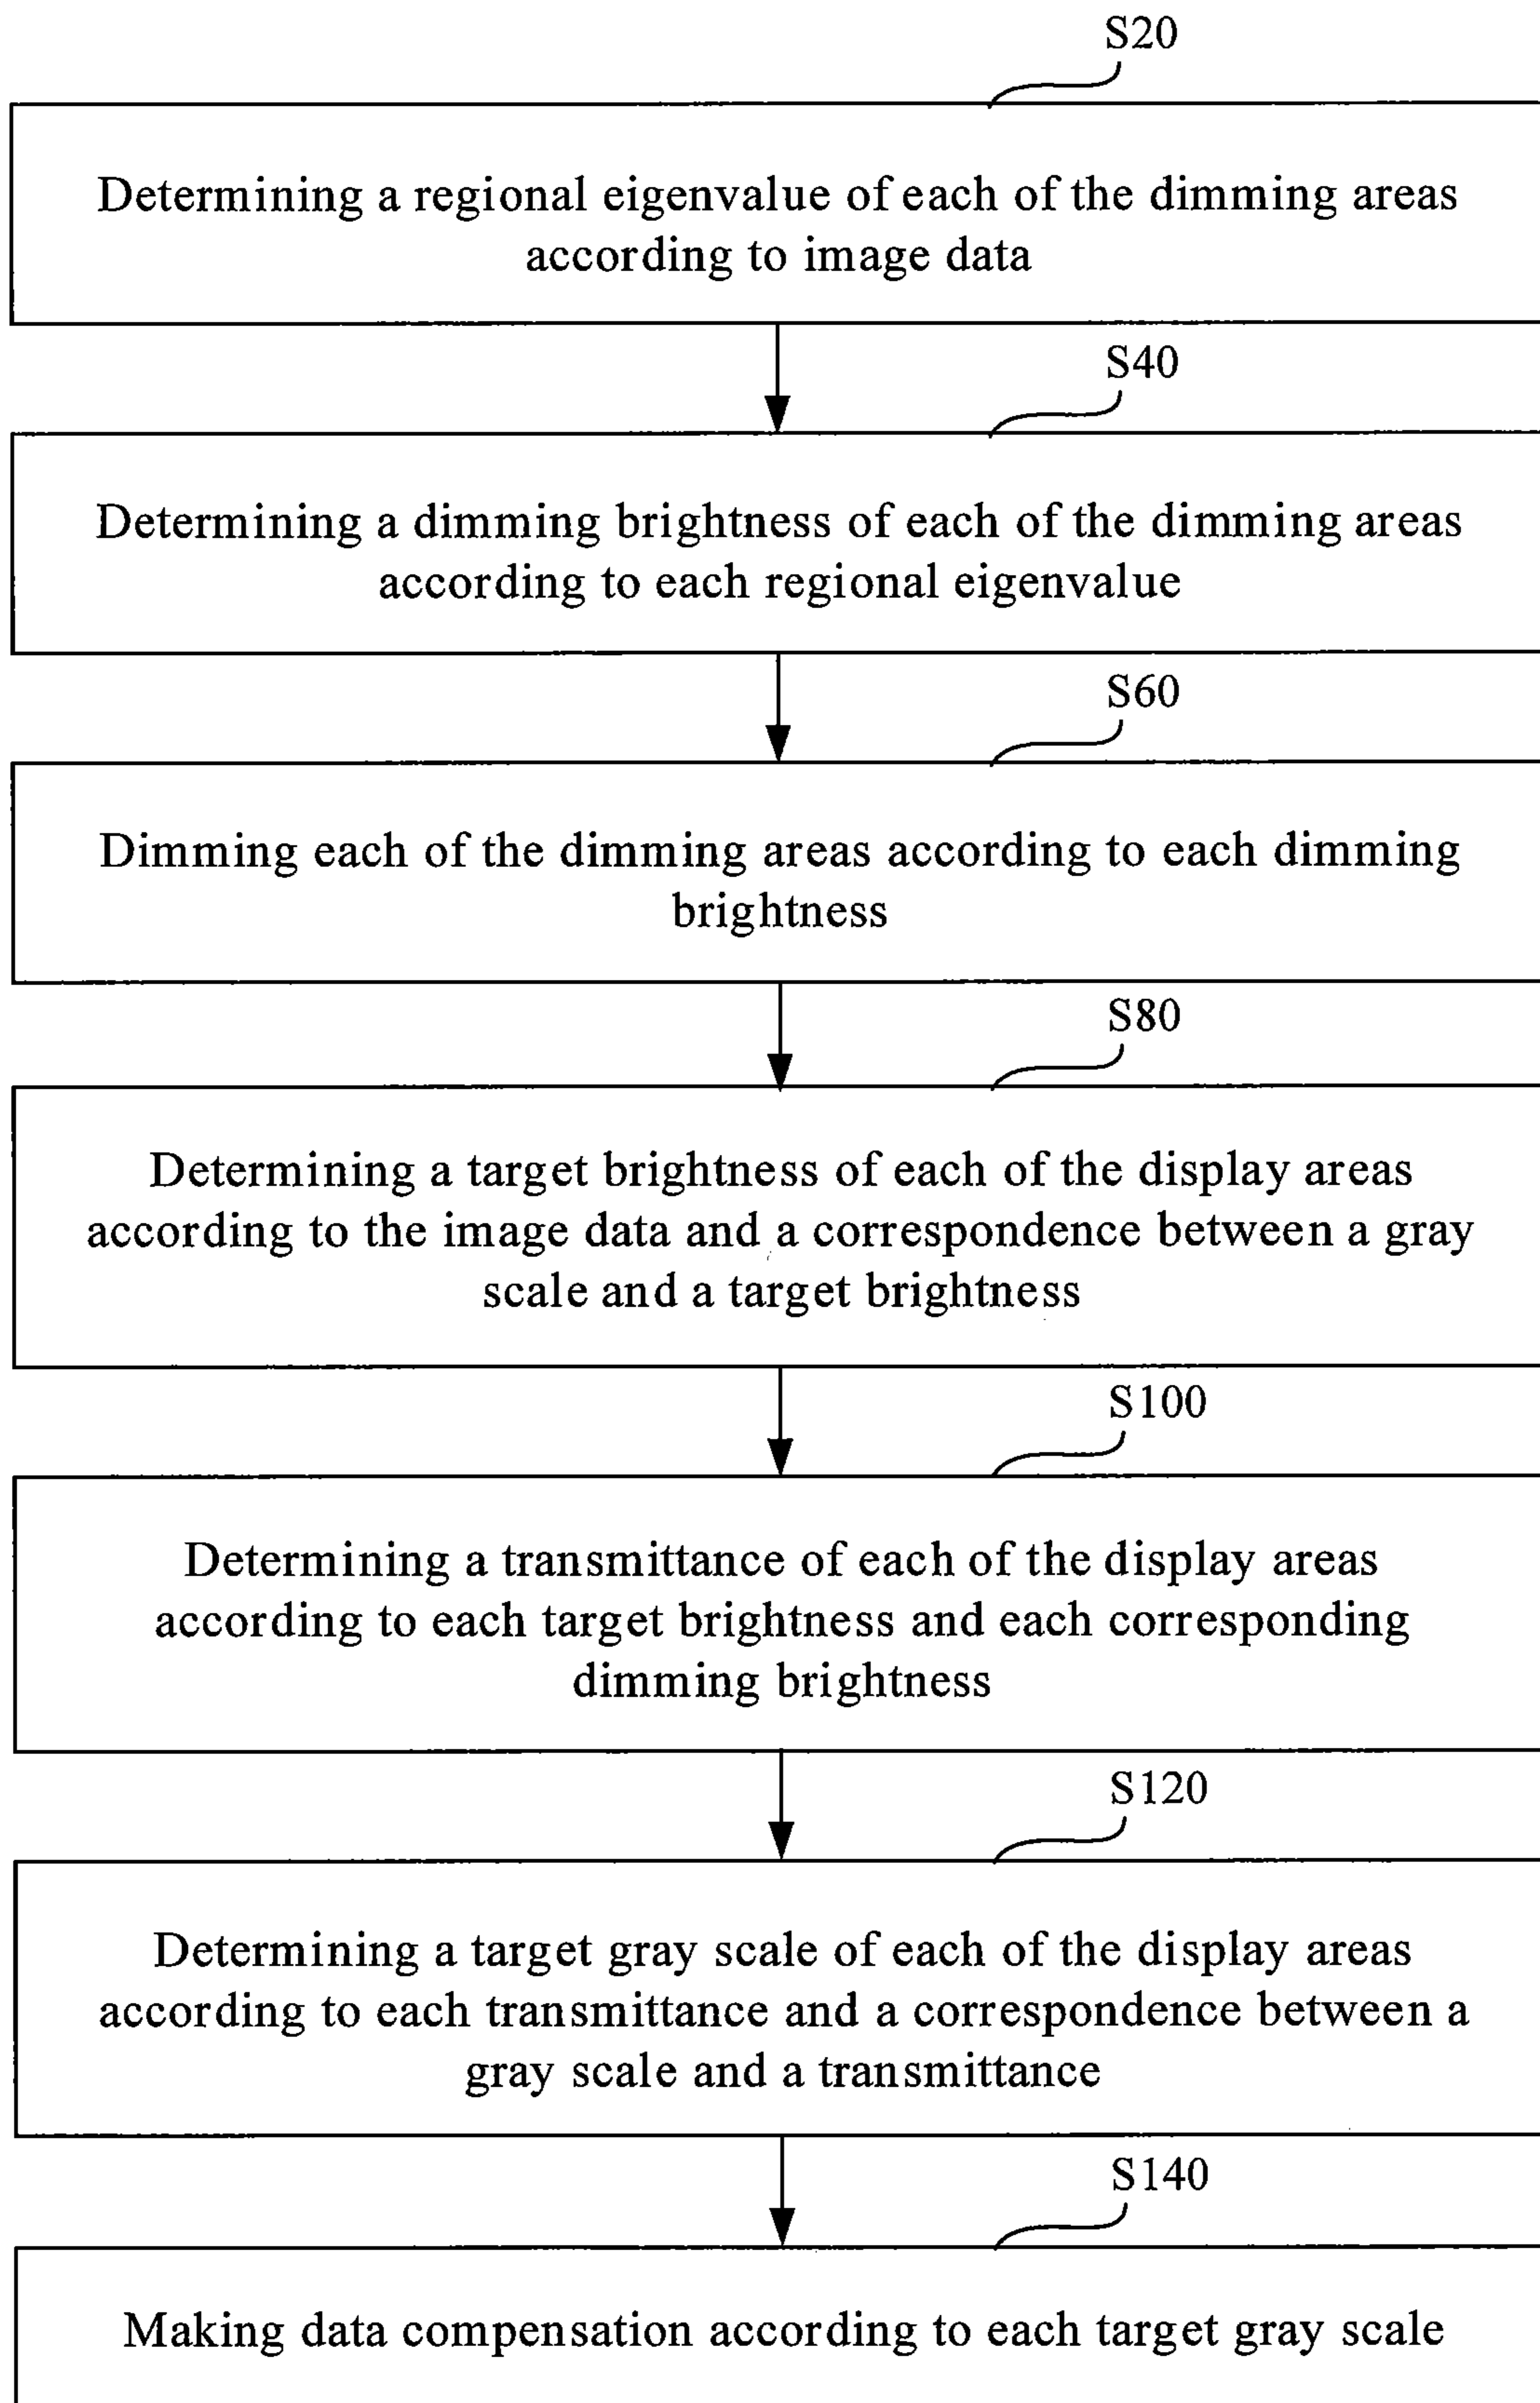 S20
Determining a regional eigenvalue of each of the dimming areas
according to image data
S40
Determining a dimming brightness of each of the dimming areas
according to each regional eigenvalue
S60
Dimming each of the dimming areas according to each dimming
brightness
S80
Determining a target brightness of each of the display areas
according to the image data and a correspondence between a gray
scale and a target brightness
S100
Determining a transmittance of each of the display areas
according to each target brightness and each corresponding
dimming brightness
S120
Determining a target gray scale of each of the display areas
according to each transmittance and a correspondence between a
gray scale and a transmittance
S140
Making data compensation according to each target gray scale